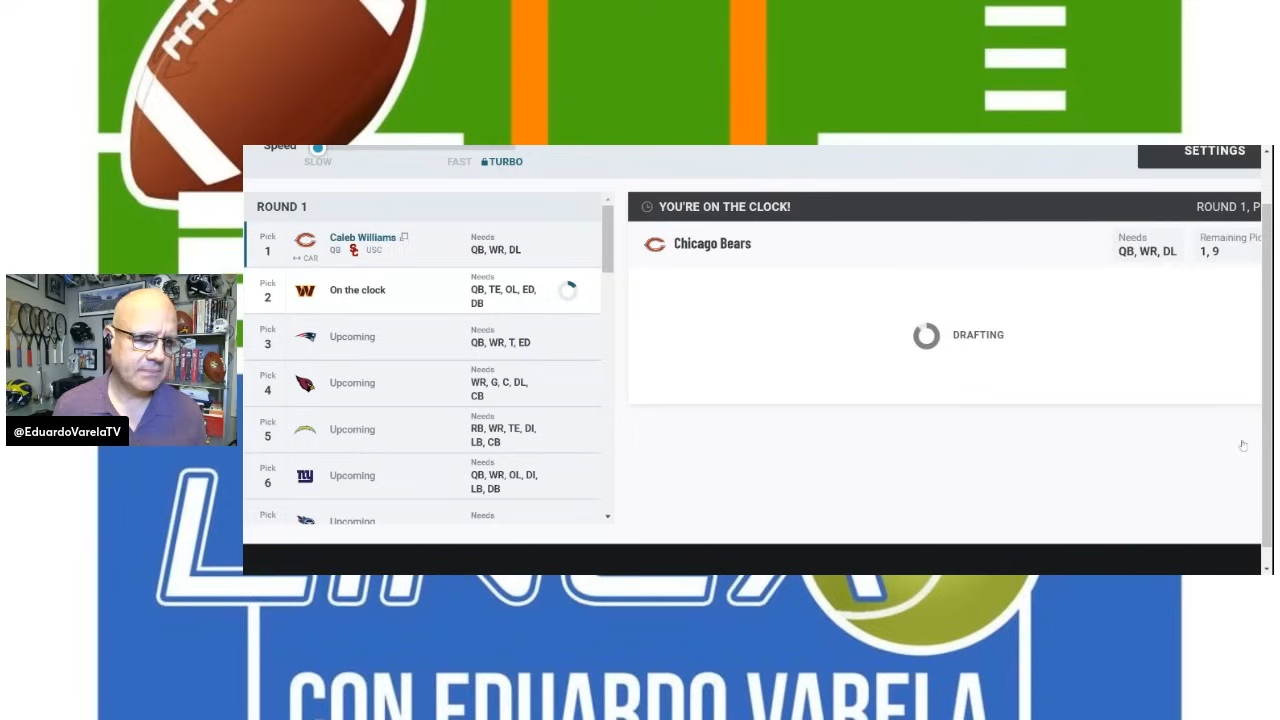 Speed
SLOW
FAST
TURBO
SETTINGS
ROUND 1
Pick
1
CAR
Caleb Williams
QB
SC
USC
Needs
QB, WR, DL
Pick
2
W
On the clock
Needs
QB, TE, OL, ED,
DB
Pick
3
Upcoming
Needs
QB, WR, T, ED
Pick
4
Upcoming
Needs
WR, G, C, DL,
CB
Pick
5
Upcoming
Needs
RB, WR, TE, DI,
LB, CB
Pick
6
ny
Upcoming
Needs
QB, WR, OL, DI,
LB, DB
Pick
Upcoming
Needs
YOU'RE ON THE CLOCK!
ROUND 1, P
Chicago Bears
Needs
QB, WR, DL
Remaining Pic
1, 9
DRAFTING
@EduardoVarelaTV
CON EDUARDO VARELA